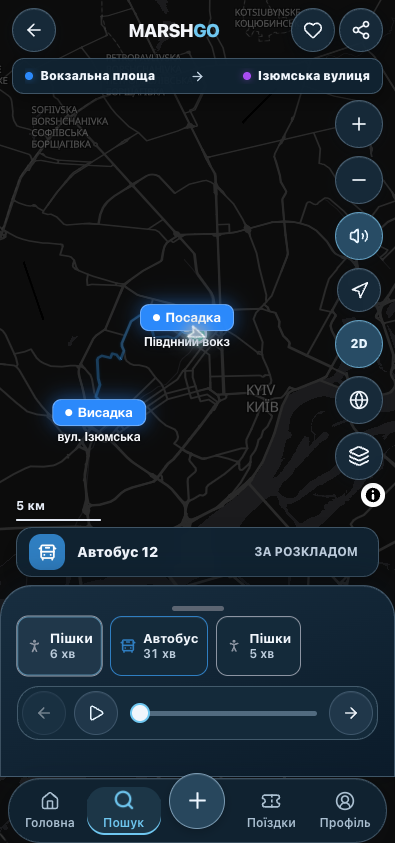 KOTSIUBYNSKE
КОЦЮБИНСЬКЕ
MARSHGO
PETROPAVLIVSKA
Вокзальна площа → Ізюмська вулиця
SOFIIVSKA
BORSHCHAHIVKA
СОФІЇВСЬКА
БОРЩАГІВКА
Посадка
Південний вокз
2D
KYIV
КИЇВ
Висадка
вул. Ізюмська
5 км
Автобус 12
ЗА РОЗКЛАДОМ
Пішки
6 хв
Автобус
31 хв
Пішки
5 хв
Головна
Пошук
Поїздки
Профіль